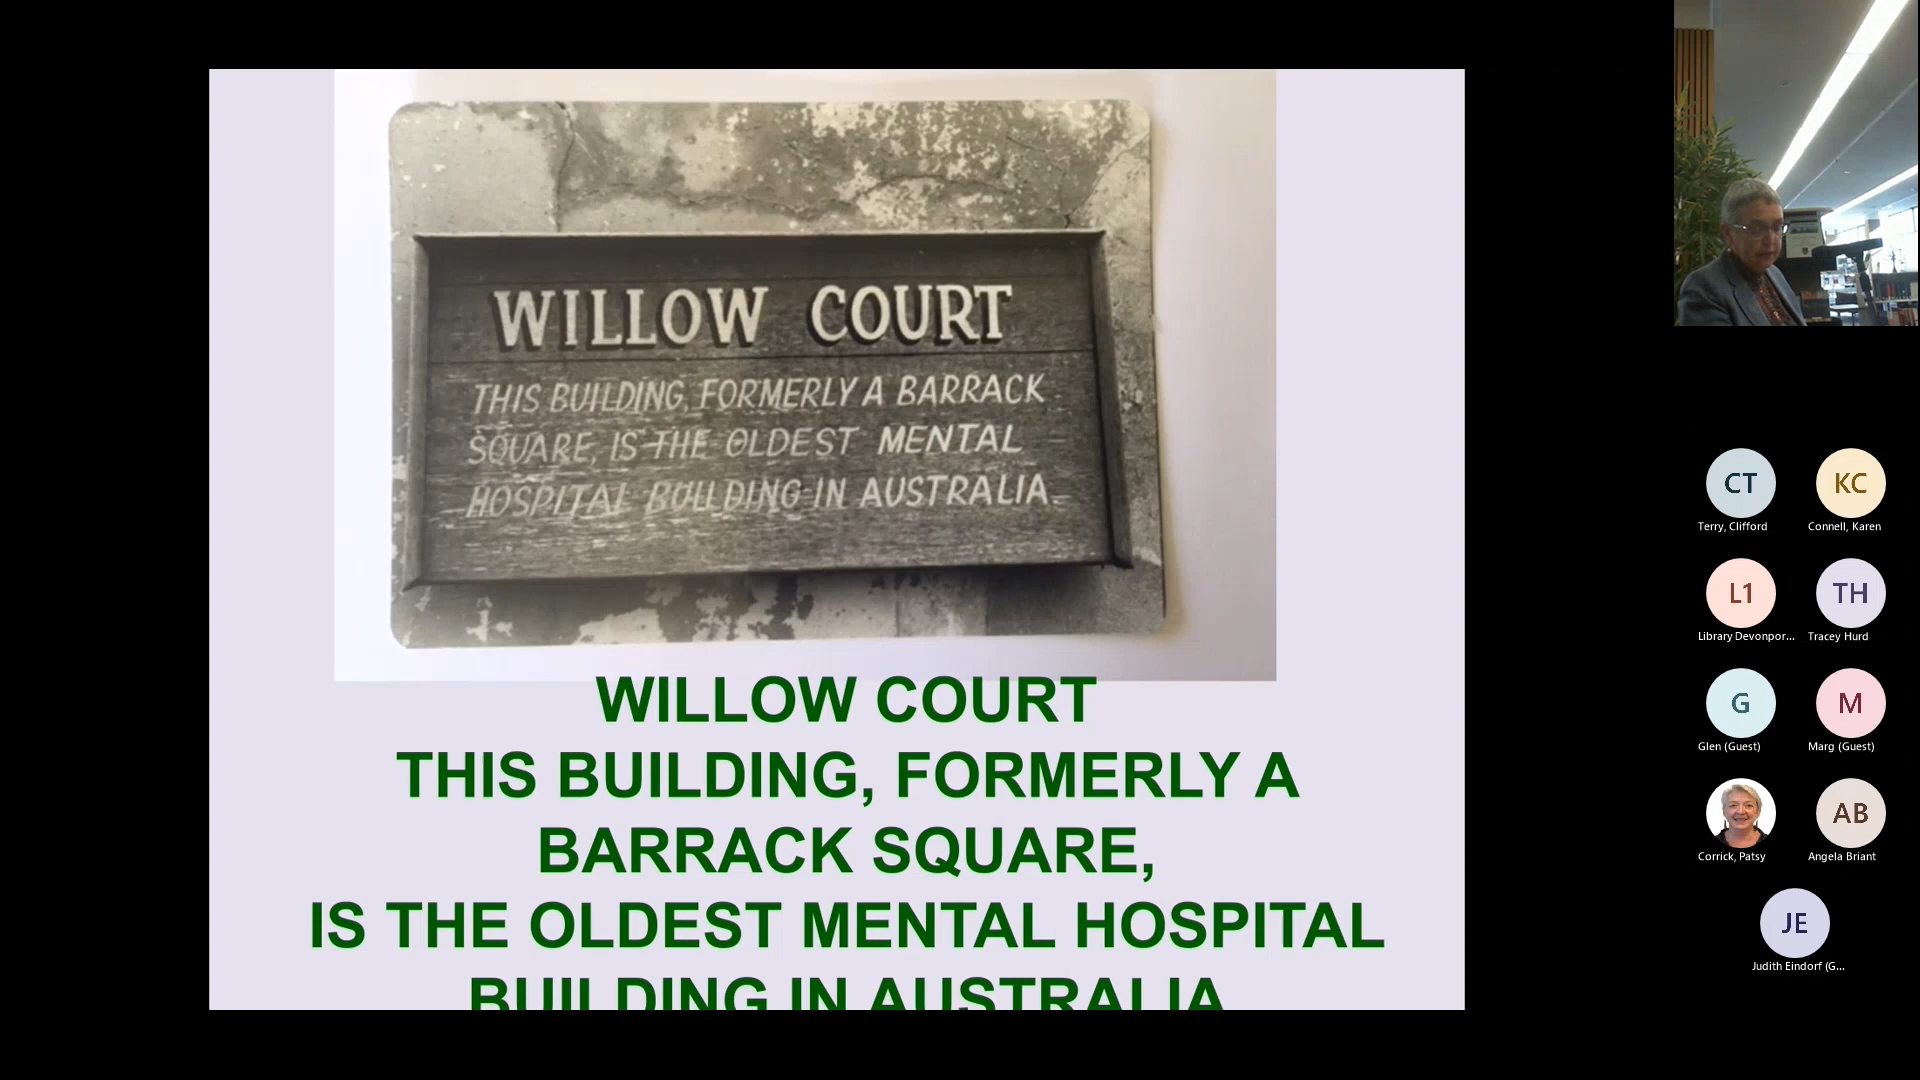 WILLOW COURT
THIS BUILDING, FORMERLY A BARRACK
SQUARE, IS THE OLDEST MENTAL
HOSPITAL BUILDING IN AUSTRALIA.
WILLOW COURT
THIS BUILDING, FORMERLY A
BARRACK SQUARE,
IS THE OLDEST MENTAL HOSPITAL
BUILDING IN AUSTRALIA
CT
Terry, Clifford
KC
Connell, Karen
L1
Library Devonpor...
TH
Tracey Hurd
G
Glen (Guest)
M
Marg (Guest)
Corrick, Patsy
AB
Angela Briant
JE
Judith Eindorf (G...